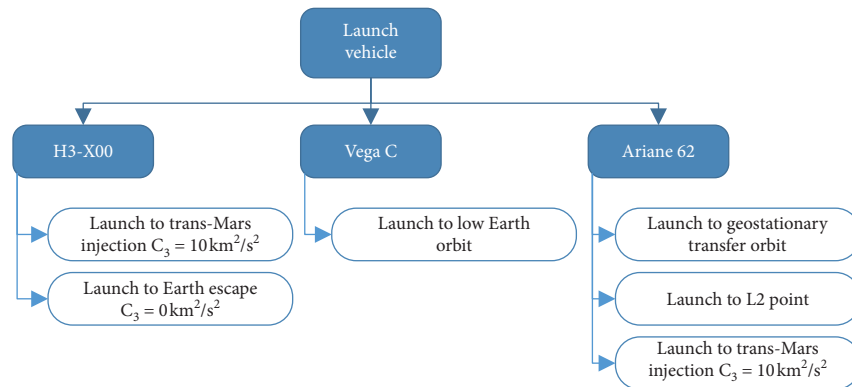 Launch
vehicle
H3-X00
Vega C
Ariane 62
Launch to trans-Mars
injection C₃ = 10 km²/s²
Launch to Earth escape
C₃ = 0 km²/s²
Launch to low Earth
orbit
Launch to geostationary
transfer orbit
Launch to L2 point
Launch to trans-Mars
injection C₃ = 10 km²/s²